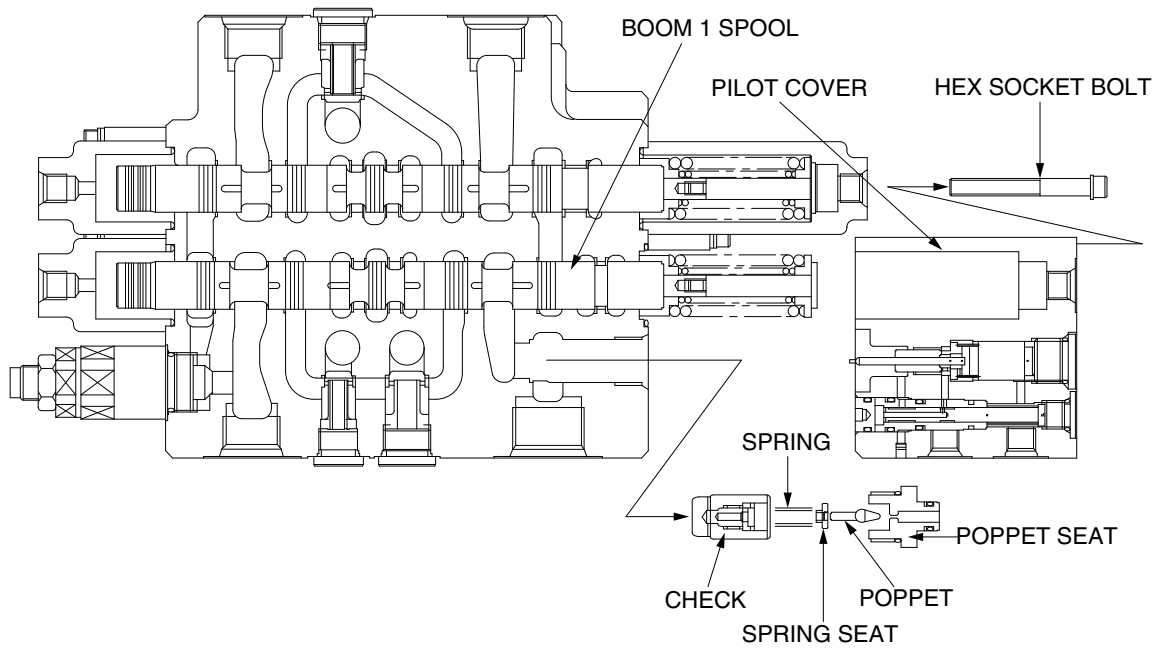 BOOM 1 SPOOL
PILOT COVER
HEX SOCKET BOLT
SPRING
POPPET SEAT
CHECK
POPPET
SPRING SEAT